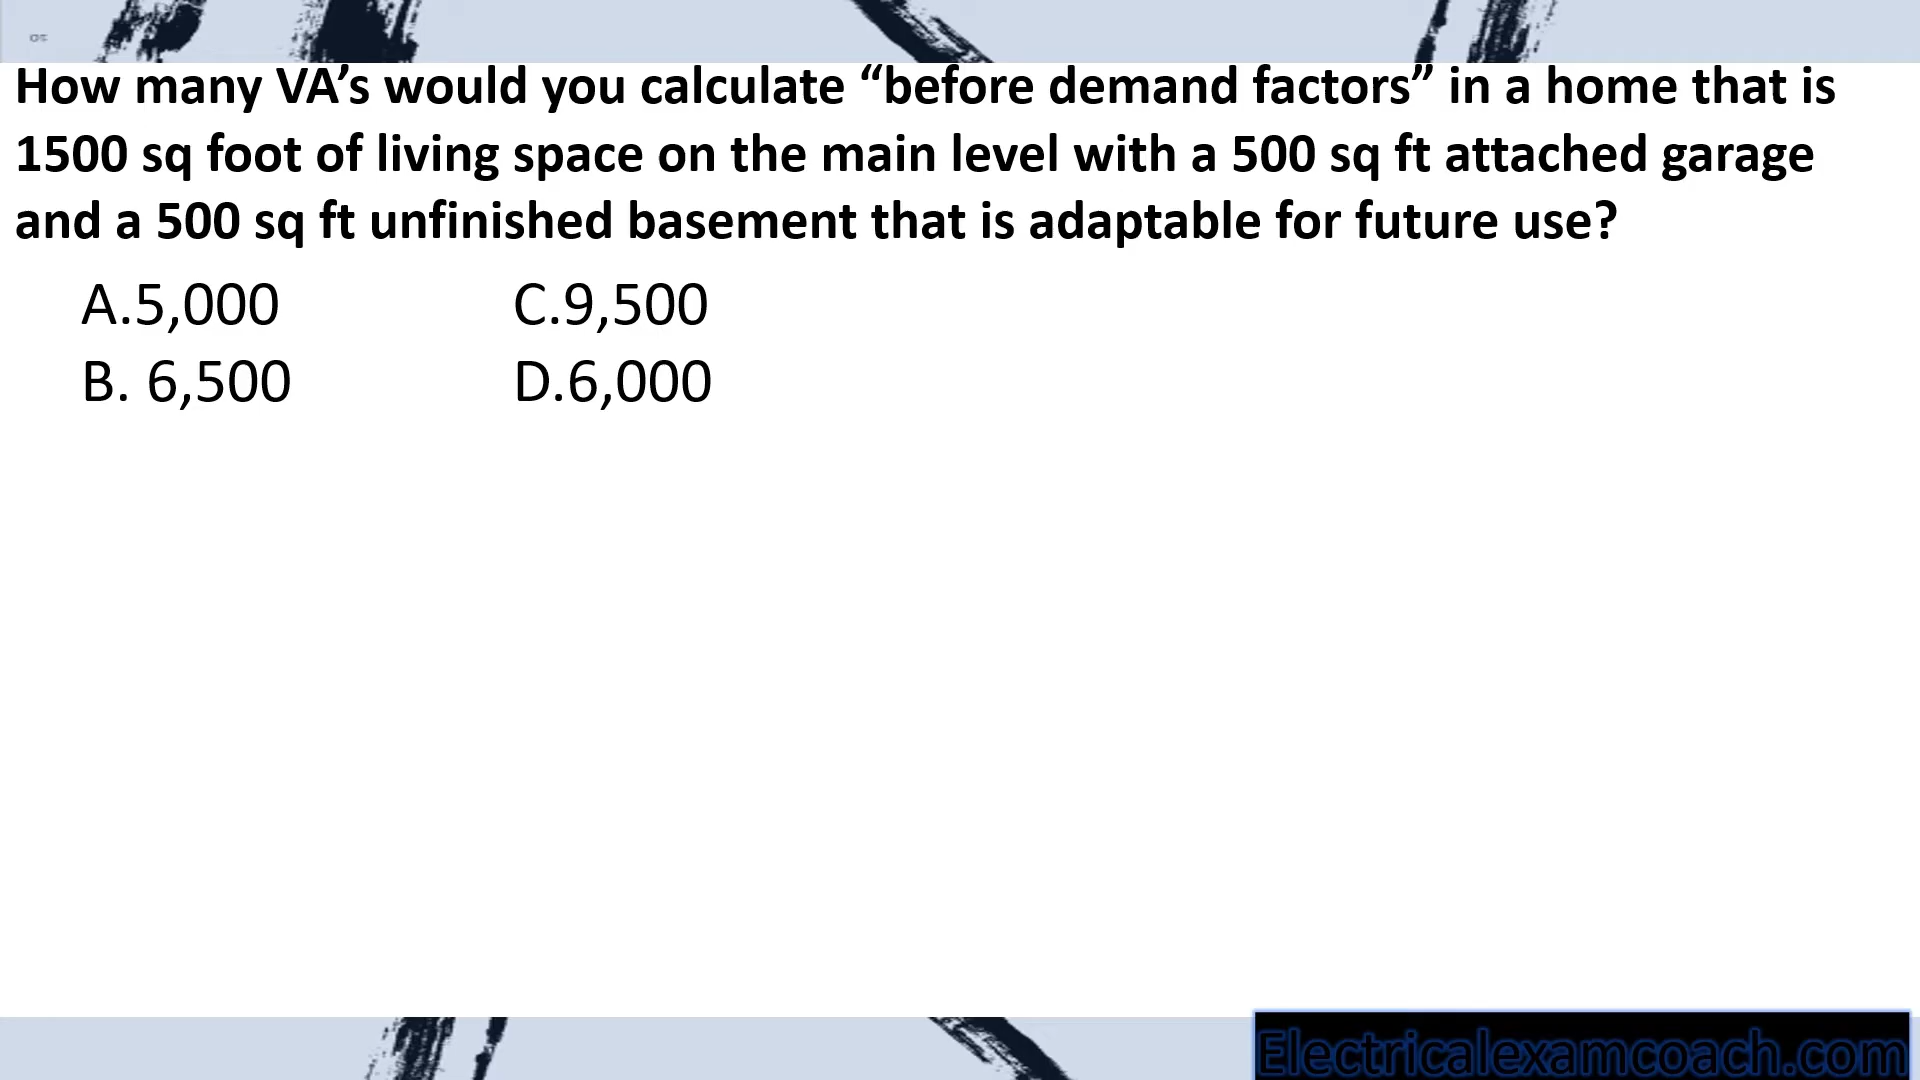 How many VA’s would you calculate “before demand factors” in a home that is
1500 sq foot of living space on the main level with a 500 sq ft attached garage
and a 500 sq ft unfinished basement that is adaptable for future use?
A.5,000 C.9,500
B. 6,500 D.6,000
Electricalexamcoach.com